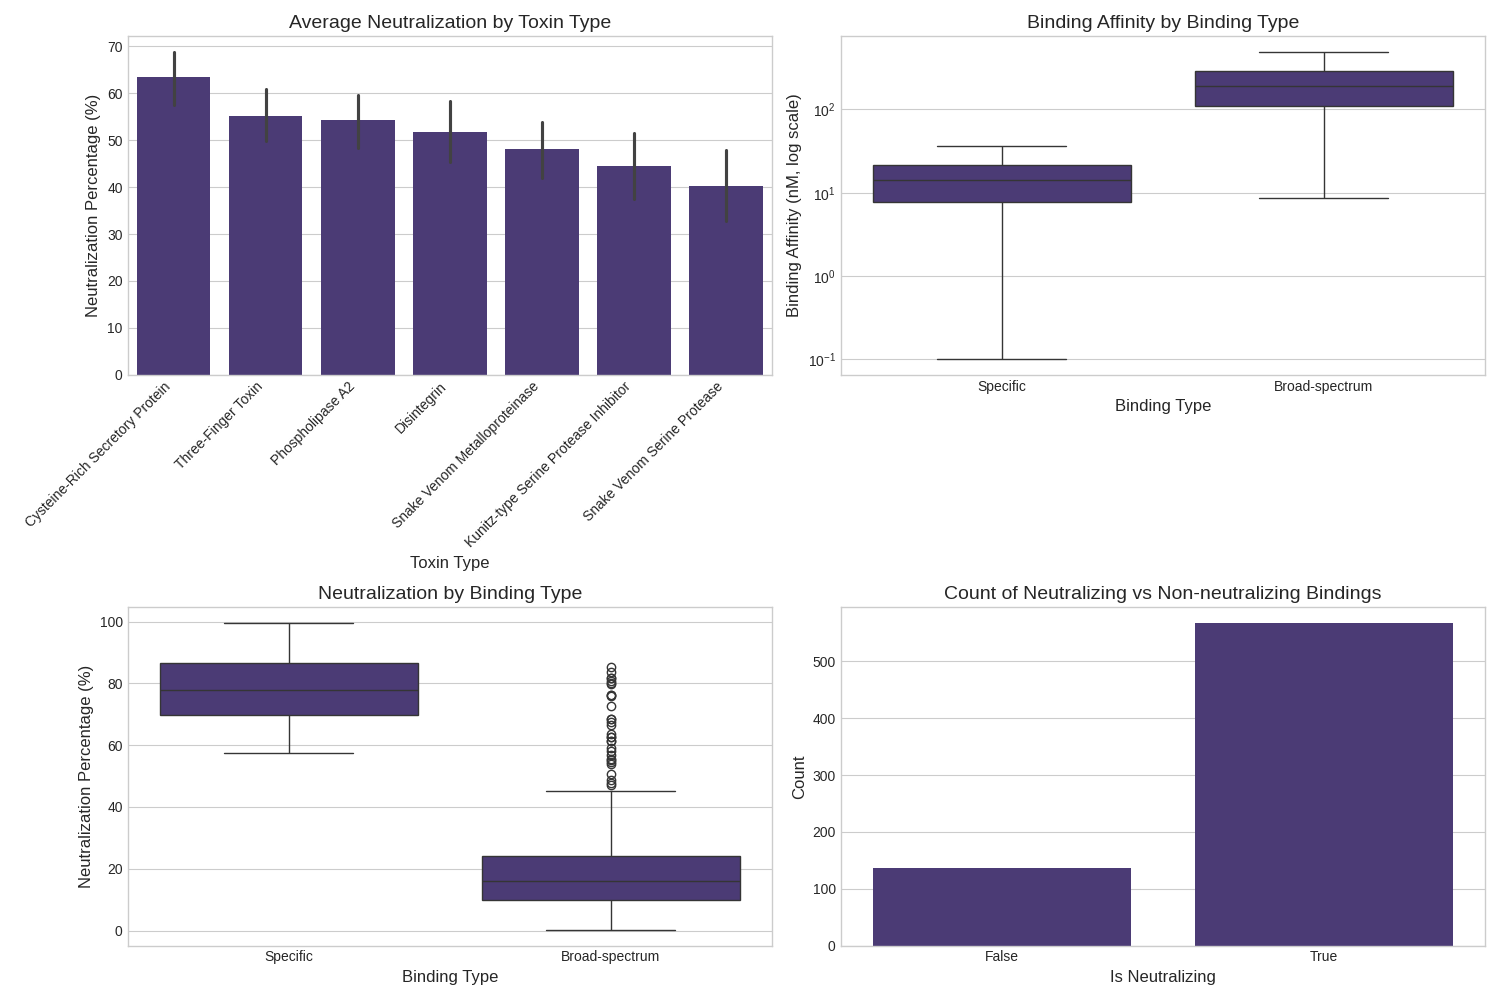 Average Neutralization by Toxin Type
Neutralization Percentage (%)
70
60
50
40
30
20
10
0
Cysteine-Rich Secretory Protein
Three-Finger Toxin
Phospholipase A2
Disintegrin
Snake Venom Metalloproteinase
Kunitz-type Serine Protease Inhibitor
Snake Venom Serine Protease
Toxin Type
Binding Affinity by Binding Type
Binding Affinity (nM, log scale)
10²
10¹
10⁰
10⁻¹
Specific
Broad-spectrum
Binding Type
Neutralization by Binding Type
Neutralization Percentage (%)
100
80
60
40
20
0
Specific
Broad-spectrum
Binding Type
Count of Neutralizing vs Non-neutralizing Bindings
Count
500
400
300
200
100
0
False
True
Is Neutralizing